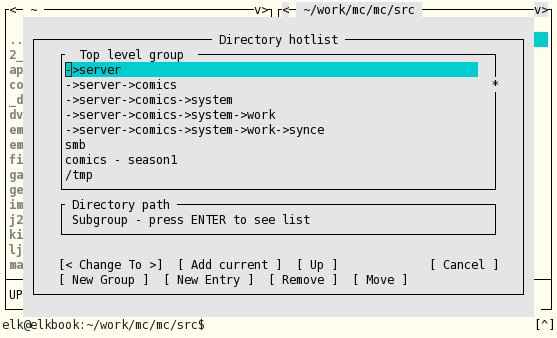 <─ ~ v>
<─ ~/work/mc/mc/src v>
Directory hotlist
..
2_
ap
co
_d
dv
em
em
fi
ga
ge
im
j2
ki
lj
ma
UP
Top level group
->server
->server->comics
*
->server->comics->system
->server->comics->system->work
->server->comics->system->work->synce
smb
comics - season1
/tmp
Directory path
Subgroup - press ENTER to see list
[< Change To >] [ Add current ] [ Up ] [ Cancel ]
[ New Group ] [ New Entry ] [ Remove ] [ Move ]
elk@elkbook:~/work/mc/mc/src$ [^]